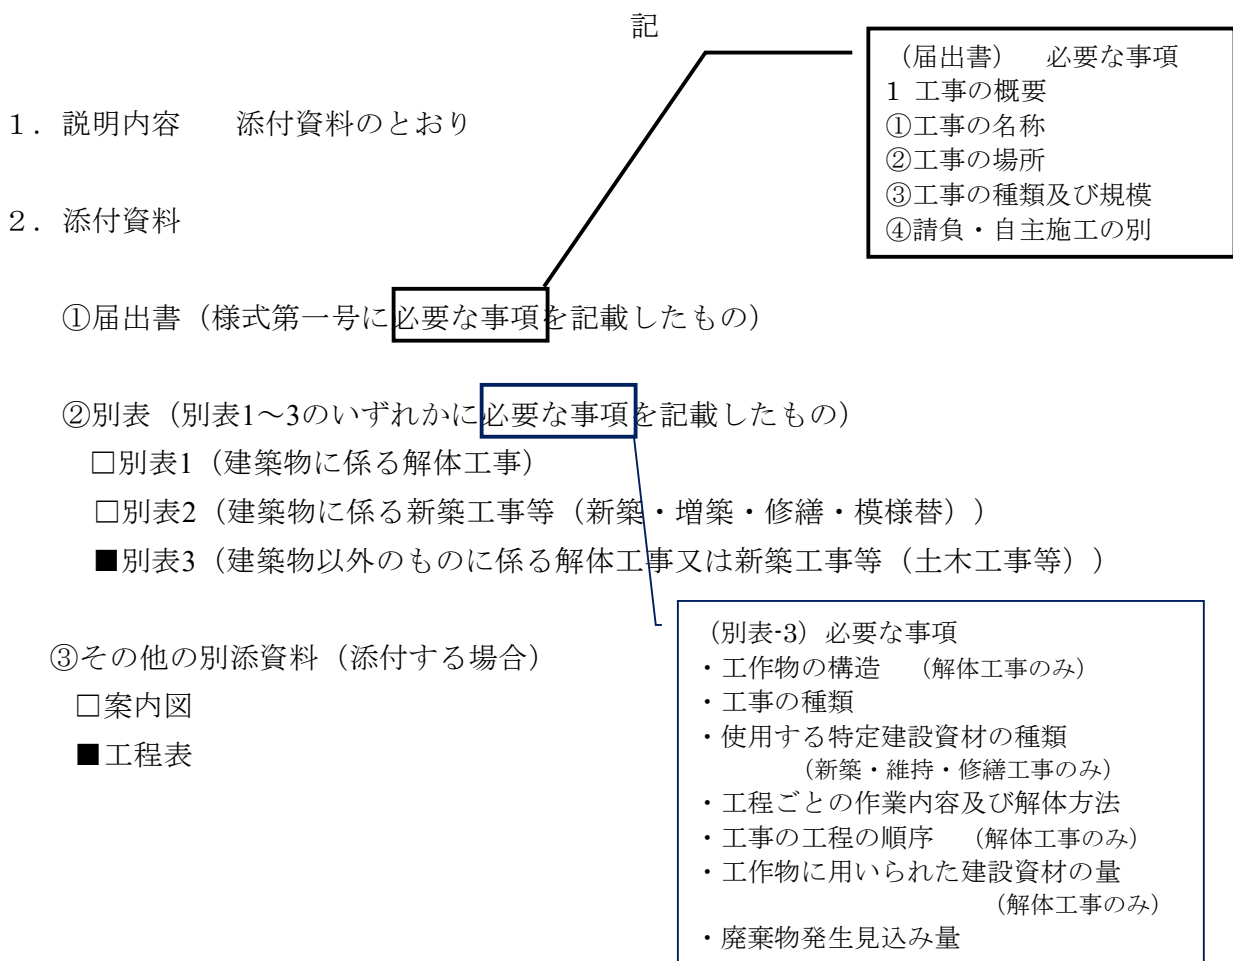 記
（届出書）　必要な事項
1 工事の概要
①工事の名称
②工事の場所
③工事の種類及び規模
④請負・自主施工の別
１．説明内容　　添付資料のとおり
２．添付資料
①届出書（様式第一号に必要な事項を記載したもの）
②別表（別表1～3のいずれかに必要な事項を記載したもの）
□別表1（建築物に係る解体工事）
□別表2（建築物に係る新築工事等（新築・増築・修繕・模様替））
■別表3（建築物以外のものに係る解体工事又は新築工事等（土木工事等））
③その他の別添資料（添付する場合）
□案内図
■工程表
（別表-3）必要な事項
・工作物の構造　（解体工事のみ）
・工事の種類
・使用する特定建設資材の種類
（新築・維持・修繕工事のみ）
・工程ごとの作業内容及び解体方法
・工事の工程の順序　（解体工事のみ）
・工作物に用いられた建設資材の量
（解体工事のみ）
・廃棄物発生見込み量